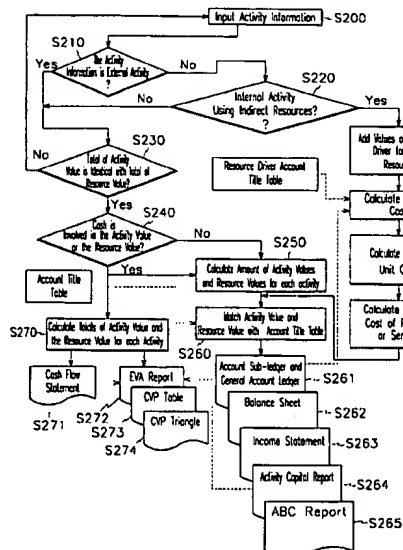 Input Activity Information
S200
S210
The Activity
Information is External Activity
?
Yes
No
S220
Internal Activity
Using Indirect Resources?
?
No
Yes
S230
Total of Activity
Value is Identical with Total of
Resource Value?
No
Yes
Add Values o
Driver fo
Resou
Resource Driver Account
Title Table
Calculate
Cos
S240
Cash is
Involved in the Activity Value
or the Resource Value?
No
Yes
S250
Calculate Amount of Activity Values
and Resource Values for each activity
Calculate
Unit C
Account Title
Table
S270
Calculate Totals of Activity Value and
the Resource Value for Each Activity
Match Activity Value and
Resource Value with Account Title Table
S260
Calculate
Cost of F
or Ser
Cash Flow
Statement
S271
EVA Report
S272
CVP Table
S273
CVP Triangle
S274
Account Sub-ledger and
General Account Ledger
S261
Balance Sheet
S262
Income Statement
S263
Activity Capital Report
S264
ABC Report
S265